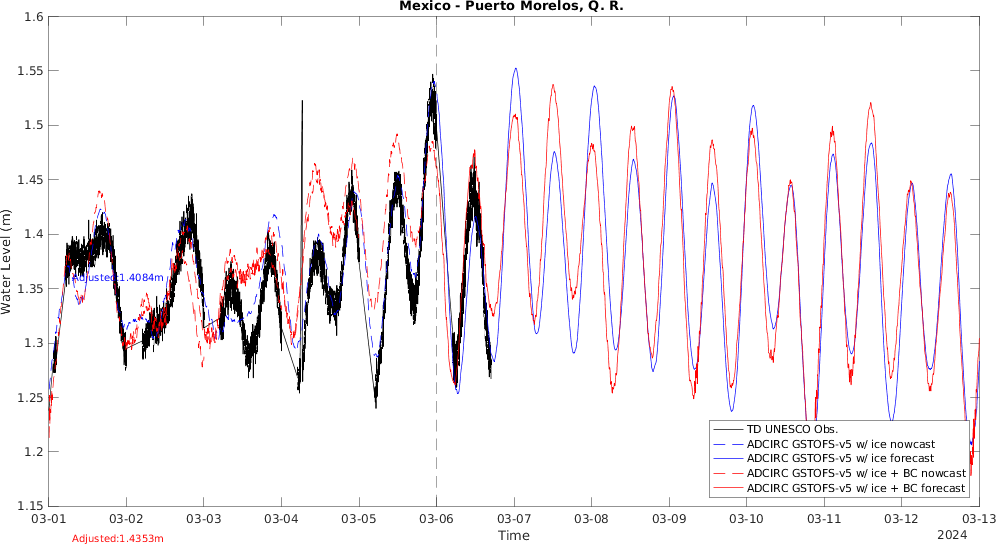 Mexico - Puerto Morelos, Q. R.
1.6
1.55
1.5
1.45
1.4
1.35
1.3
1.25
1.2
1.15
Water Level (m)
Adjusted:1.4084m
TD UNESCO Obs.
ADCIRC GSTOFS-v5 w/ ice nowcast
ADCIRC GSTOFS-v5 w/ ice forecast
ADCIRC GSTOFS-v5 w/ ice + BC nowcast
ADCIRC GSTOFS-v5 w/ ice + BC forecast
03-01 03-02 03-03 03-04 03-05 03-06 03-07 03-08 03-09 03-10 03-11 03-12 03-13
Time
2024
Adjusted:1.4353m